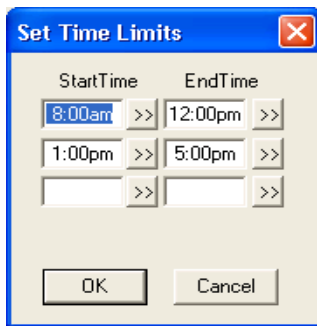 Set Time Limits
StartTime EndTime
8:00am >> 12:00pm >>
1:00pm >> 5:00pm >>
>> >>
OK Cancel